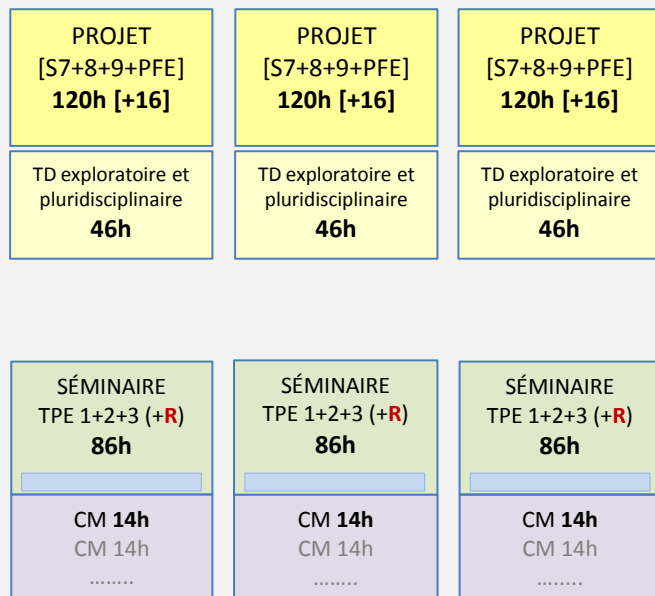 PROJET
[S7+8+9+PFE]
120h [+16]
TD exploratoire et
pluridisciplinaire
46h
SÉMINAIRE
TPE 1+2+3 (+R)
86h
CM 14h
CM 14h
........
PROJET
[S7+8+9+PFE]
120h [+16]
TD exploratoire et
pluridisciplinaire
46h
SÉMINAIRE
TPE 1+2+3 (+R)
86h
CM 14h
CM 14h
........
PROJET
[S7+8+9+PFE]
120h [+16]
TD exploratoire et
pluridisciplinaire
46h
SÉMINAIRE
TPE 1+2+3 (+R)
86h
CM 14h
CM 14h
........